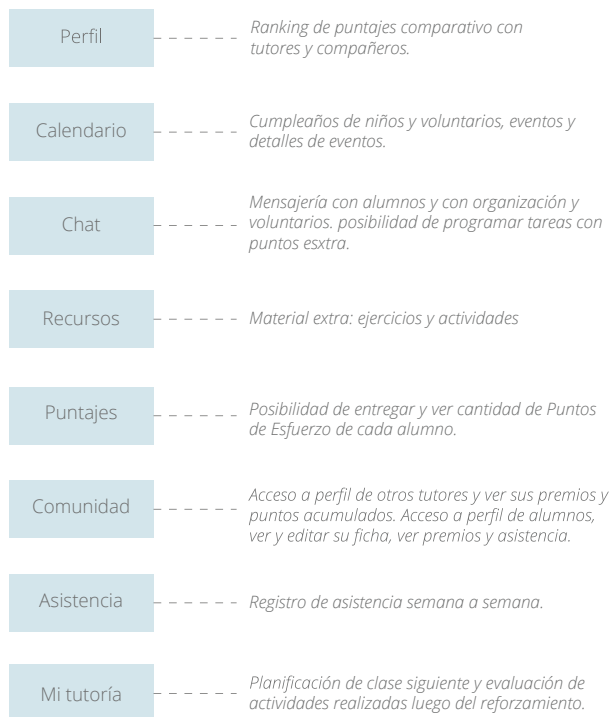 Perfil
Ranking de puntajes comparativo con
tutores y compañeros.
Calendario
Cumpleaños de niños y voluntarios, eventos y
detalles de eventos.
Chat
Mensajería con alumnos y con organización y
voluntarios. posibilidad de programar tareas con
puntos esxtra.
Recursos
Material extra: ejercicios y actividades
Puntajes
Posibilidad de entregar y ver cantidad de Puntos
de Esfuerzo de cada alumno.
Comunidad
Acceso a perfil de otros tutores y ver sus premios y
puntos acumulados. Acceso a perfil de alumnos,
ver y editar su ficha, ver premios y asistencia.
Asistencia
Registro de asistencia semana a semana.
Mi tutoría
Planificación de clase siguiente y evaluación de
actividades realizadas luego del reforzamiento.